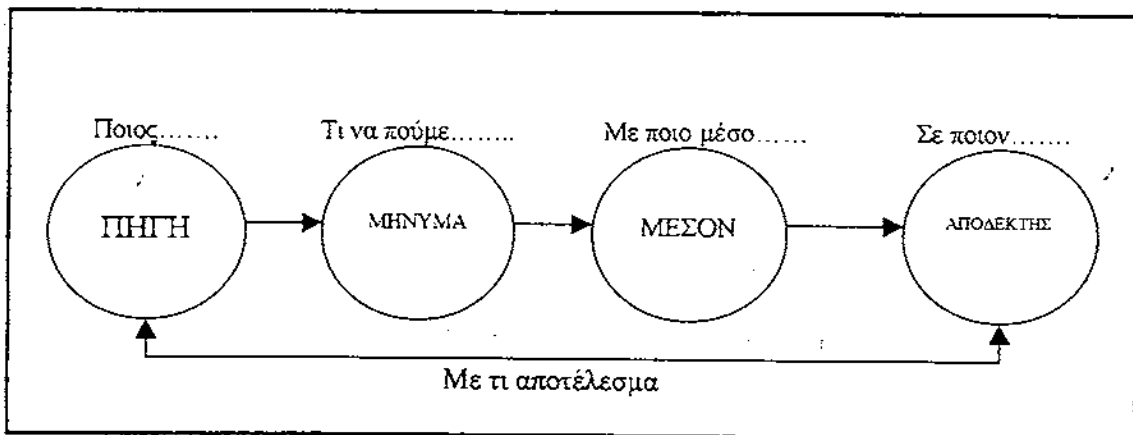 Ποιος....... Τι να πούμε........ Με ποιο μέσο...... Σε ποιον.......
ΠΗΓΗ ΜΗΝΥΜΑ ΜΕΣΟΝ ΑΠΟΔΕΚΤΗΣ
Με τι αποτέλεσμα